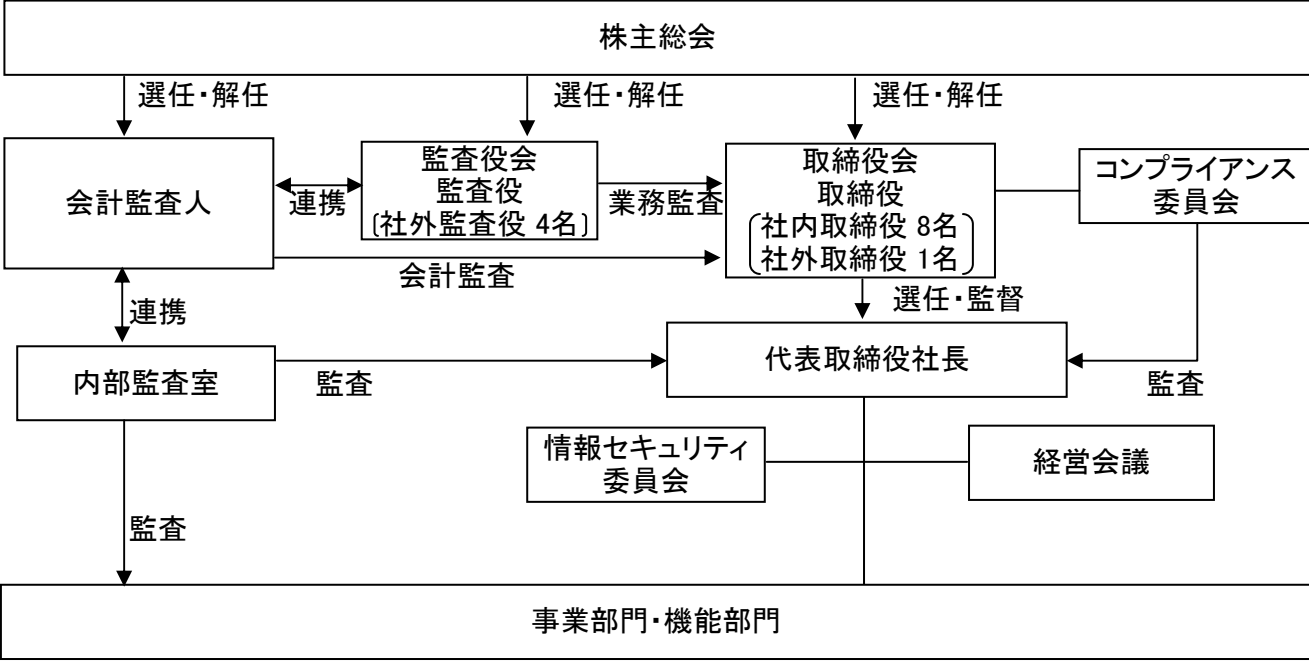 株主総会
選任・解任
選任・解任
選任・解任
会計監査人
連携
監査役会
監査役
(社外監査役 4名)
業務監査
取締役会
取締役
(社内取締役 8名
社外取締役 1名)
コンプライアンス
委員会
会計監査
連携
選任・監督
内部監査室
監査
代表取締役社長
監査
情報セキュリティ
委員会
経営会議
監査
事業部門・機能部門